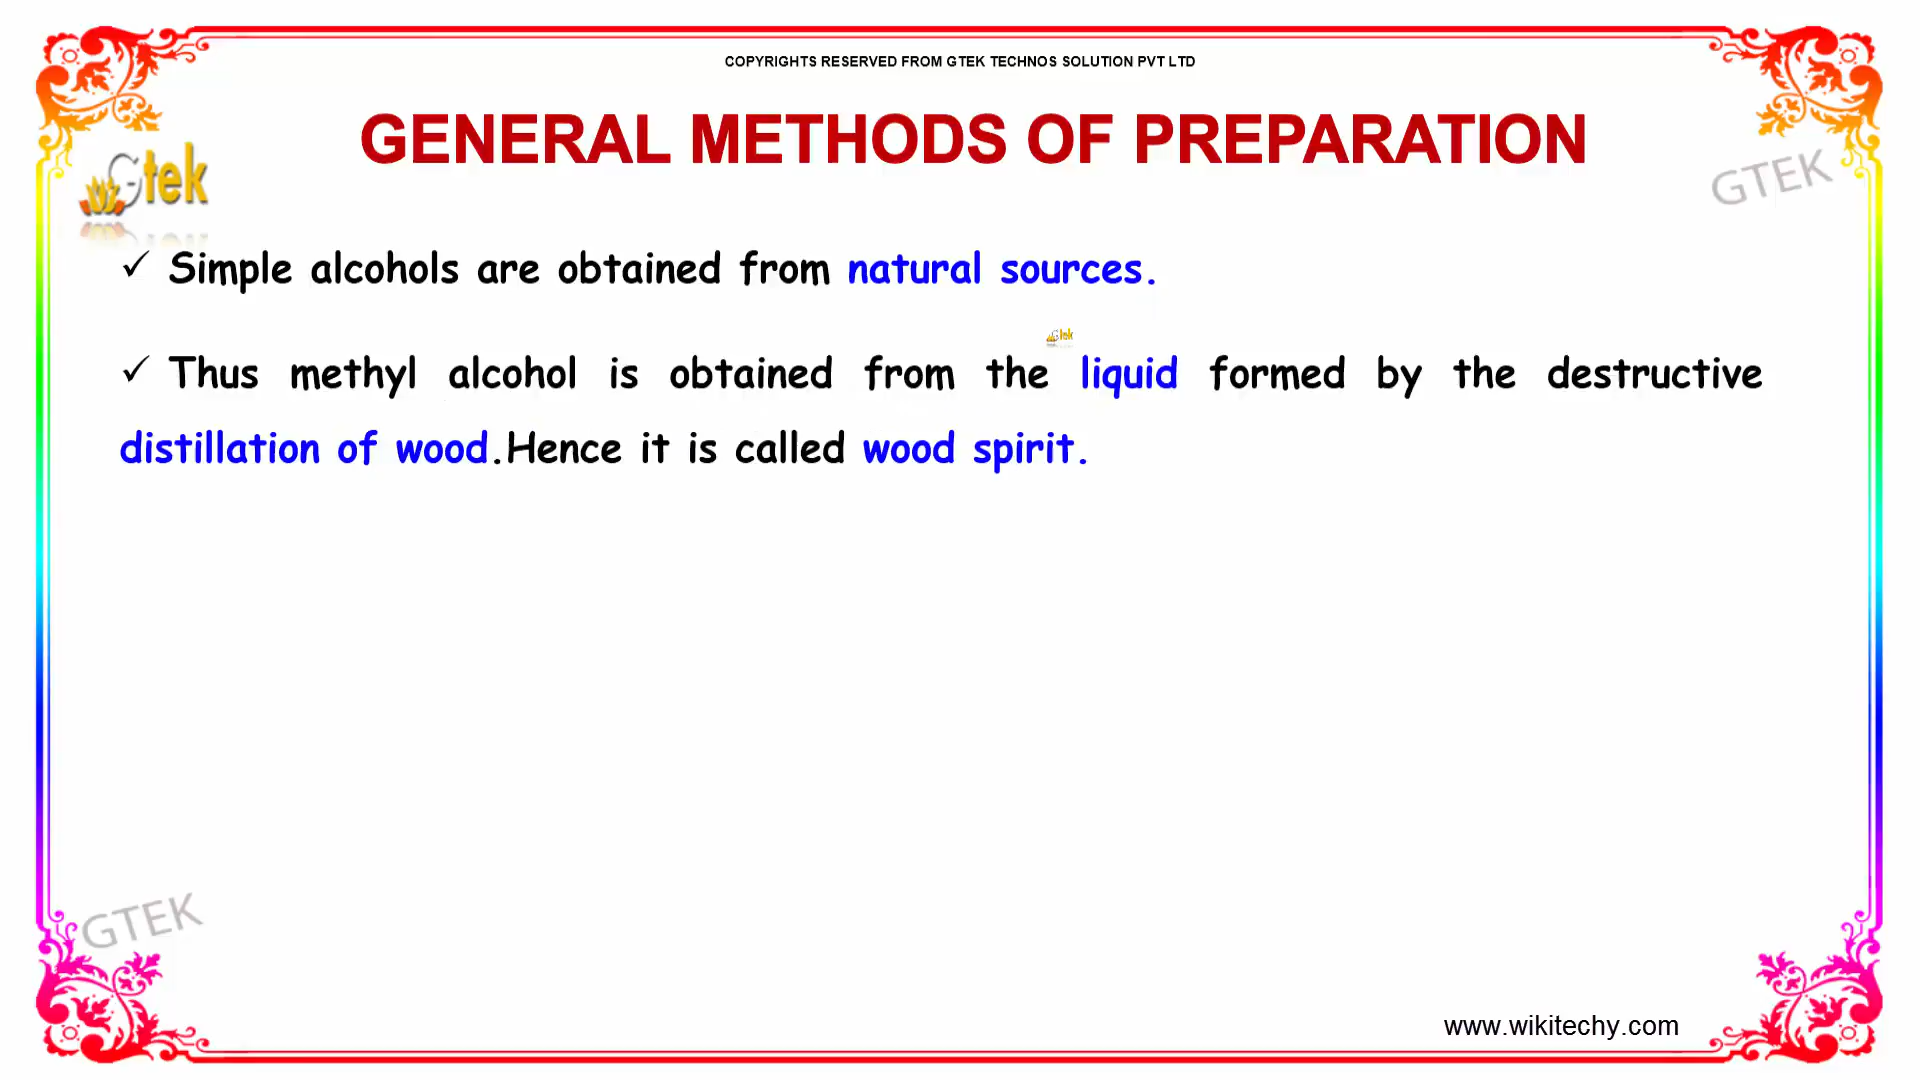 COPYRIGHTS RESERVED FROM GTEK TECHNOS SOLUTION PVT LTD
GENERAL METHODS OF PREPARATION
Gtek
GTEK
✓ Simple alcohols are obtained from natural sources.
Gtek
✓ Thus methyl alcohol is obtained from the liquid formed by the destructive
distillation of wood.Hence it is called wood spirit.
GTEK
www.wikitechy.com